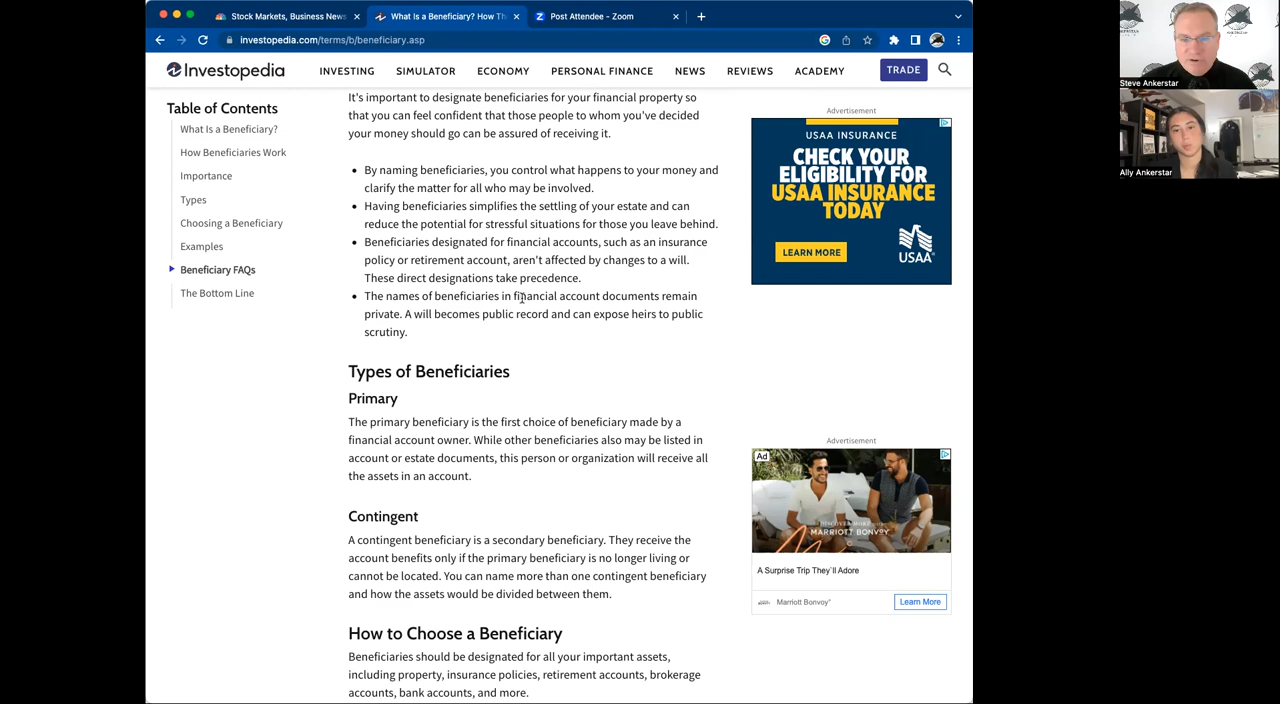 Stock Markets, Business News
What Is a Beneficiary? How Th
Post Attendee - Zoom
investopedia.com/terms/b/beneficiary.asp
Investopedia
INVESTING SIMULATOR ECONOMY PERSONAL FINANCE NEWS REVIEWS ACADEMY TRADE
Table of Contents
What Is a Beneficiary?
How Beneficiaries Work
Importance
Types
Choosing a Beneficiary
Examples
Beneficiary FAQs
The Bottom Line
It's important to designate beneficiaries for your financial property so
that you can feel confident that those people to whom you've decided
your money should go can be assured of receiving it.
• By naming beneficiaries, you control what happens to your money and
clarify the matter for all who may be involved.
• Having beneficiaries simplifies the settling of your estate and can
reduce the potential for stressful situations for those you leave behind.
• Beneficiaries designated for financial accounts, such as an insurance
policy or retirement account, aren't affected by changes to a will.
These direct designations take precedence.
• The names of beneficiaries in financial account documents remain
private. A will becomes public record and can expose heirs to public
scrutiny.
Types of Beneficiaries
Primary
The primary beneficiary is the first choice of beneficiary made by a
financial account owner. While other beneficiaries also may be listed in
account or estate documents, this person or organization will receive all
the assets in an account.
Contingent
A contingent beneficiary is a secondary beneficiary. They receive the
account benefits only if the primary beneficiary is no longer living or
cannot be located. You can name more than one contingent beneficiary
and how the assets would be divided between them.
How to Choose a Beneficiary
Beneficiaries should be designated for all your important assets,
including property, insurance policies, retirement accounts, brokerage
accounts, bank accounts, and more.
Advertisement
USAA INSURANCE
CHECK YOUR
ELIGIBILITY FOR
USAA INSURANCE
TODAY
LEARN MORE
USAA
Advertisement
Ad
DISCOVER MORE
MARRIOTT BONVOY
A Surprise Trip They'll Adore
Marriott Bonvoy
Learn More
Steve Ankerstar
Ally Ankerstar